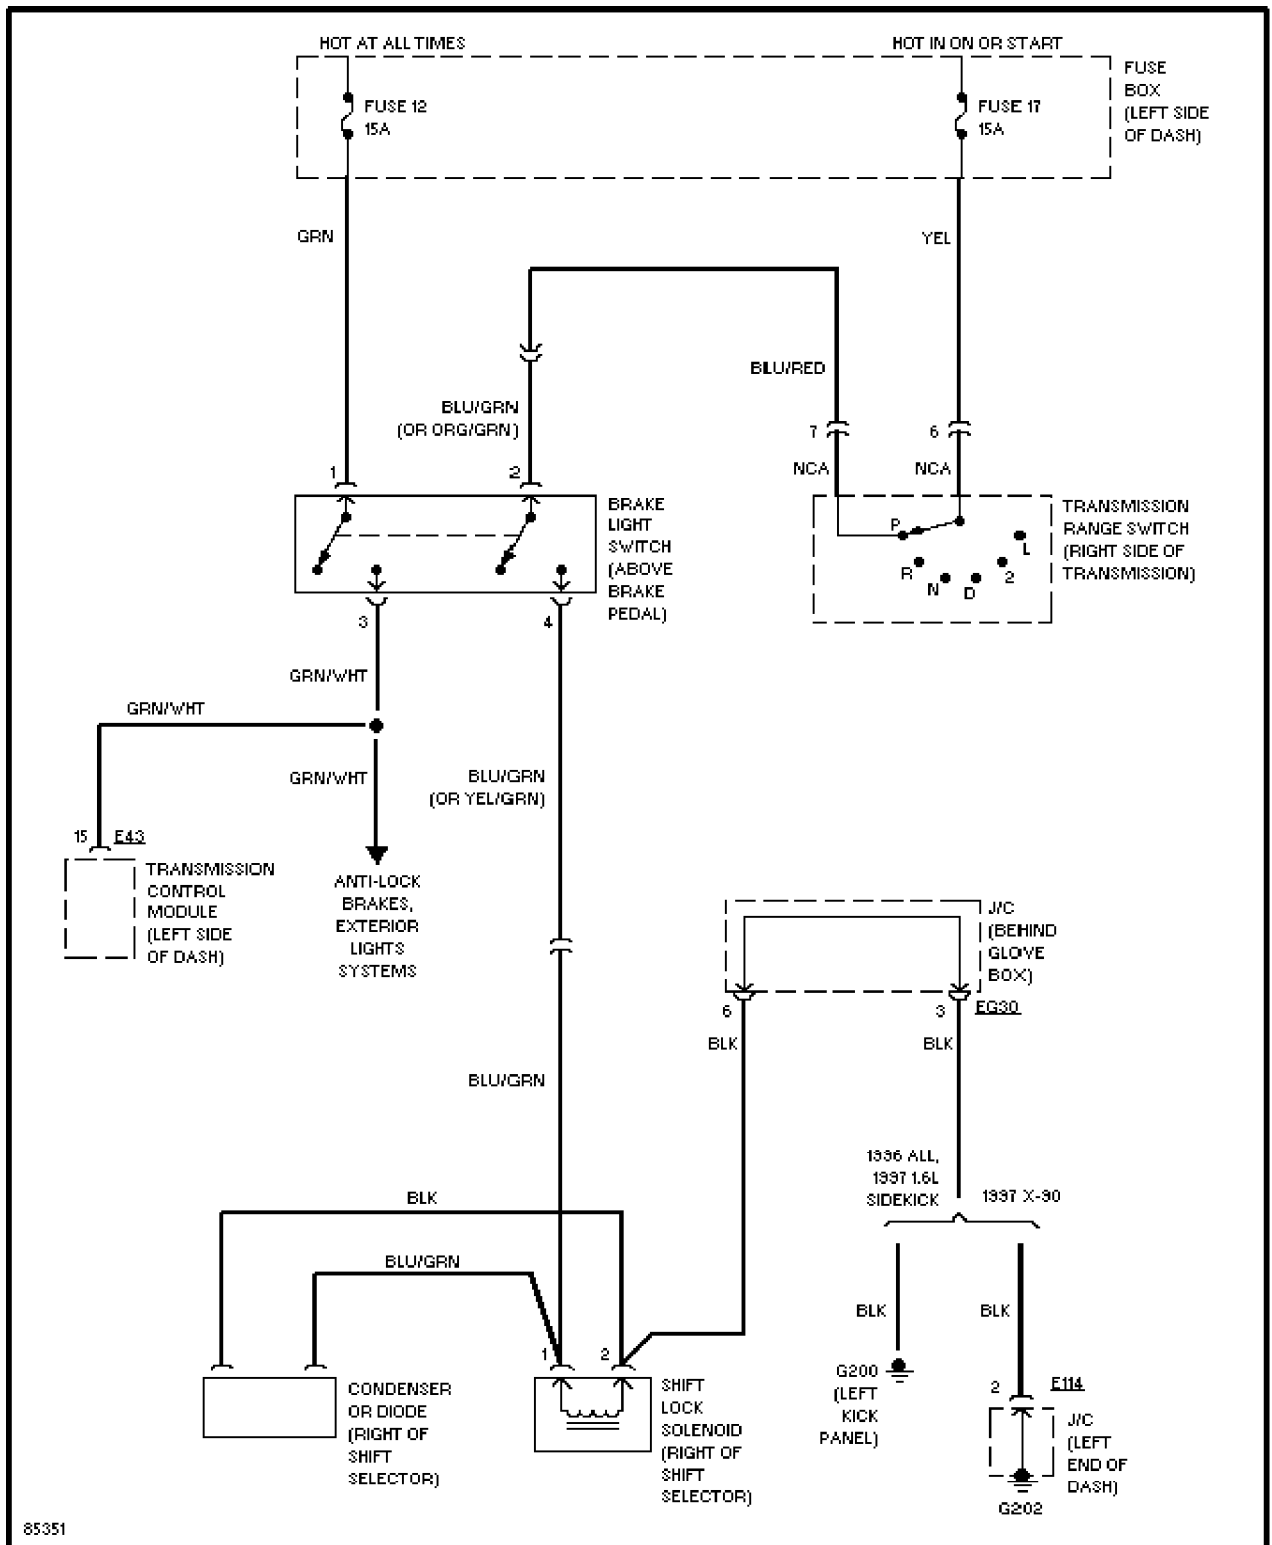 HOT AT ALL TIMES
HOT IN ON OR START
FUSE 12
15A
FUSE 17
15A
FUSE
BOX
(LEFT SIDE
OF DASH)
GRN
YEL
BLU/RED
BLU/GRN
(OR ORG/GRN)
7
6
1
2
NCA
NCA
BRAKE
LIGHT
SWITCH
(ABOVE
BRAKE
PEDAL)
P
R
N
D
2
L
TRANSMISSION
RANGE SWITCH
(RIGHT SIDE OF
TRANSMISSION)
3
4
GRN/WHT
GRN/WHT
GRN/WHT
BLU/GRN
(OR YEL/GRN)
15
E43
TRANSMISSION
CONTROL
MODULE
(LEFT SIDE
OF DASH)
ANTI-LOCK
BRAKES,
EXTERIOR
LIGHTS
SYSTEMS
J/C
(BEHIND
GLOVE
BOX)
6
3
EG30
BLK
BLK
BLU/GRN
1996 ALL,
1997 1.6L
SIDEKICK
1997 X-90
BLK
BLU/GRN
BLK
BLK
1
2
CONDENSER
OR DIODE
(RIGHT OF
SHIFT
SELECTOR)
SHIFT
LOCK
SOLENOID
(RIGHT OF
SHIFT
SELECTOR)
G200
(LEFT
KICK
PANEL)
2
E114
J/C
(LEFT
END OF
DASH)
G202
85351